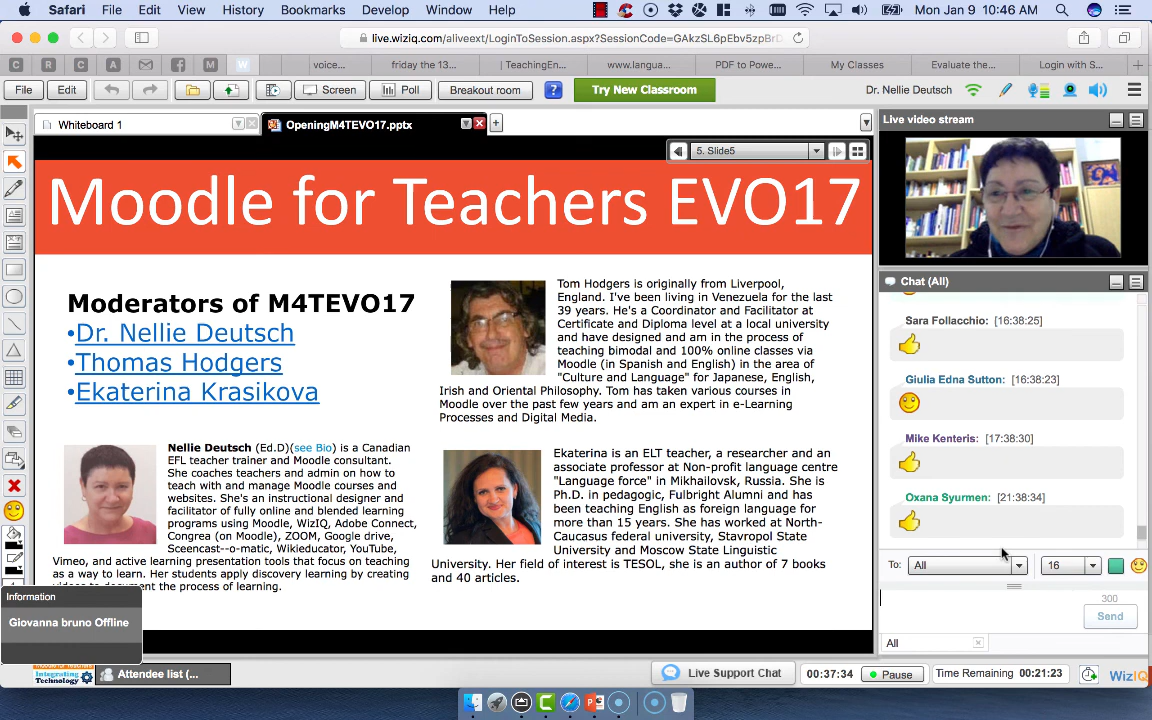 Safari File Edit View History Bookmarks Develop Window Help Mon Jan 9 10:46 AM
live.wiziq.com/aliveext/LoginToSession.aspx?SessionCode=GAkzSL6pEbv5zpBrD
voice... friday the 13... | TeachingEn... www.langua... PDF to Powe... My Classes Evaluate the... Login with S...
File Edit Screen Poll Breakout room ? Try New Classroom Dr. Nellie Deutsch
Whiteboard 1 OpeningM4TEVO17.pptx
5. Slide5
Moodle for Teachers EVO17
Moderators of M4TEVO17
•Dr. Nellie Deutsch
•Thomas Hodgers
•Ekaterina Krasikova
Tom Hodgers is originally from Liverpool,
England. I've been living in Venezuela for the last
39 years. He's a Coordinator and Facilitator at
Certificate and Diploma level at a local university
and have designed and am in the process of
teaching bimodal and 100% online classes via
Moodle (in Spanish and English) in the area of
"Culture and Language" for Japanese, English,
Irish and Oriental Philosophy. Tom has taken various courses in
Moodle over the past few years and am an expert in e-Learning
Processes and Digital Media.
Nellie Deutsch (Ed.D)(see Bio) is a Canadian
EFL teacher trainer and Moodle consultant.
She coaches teachers and admin on how to
teach with and manage Moodle courses and
websites. She's an instructional designer and
facilitator of fully online and blended learning
programs using Moodle, WizIQ, Adobe Connect,
Congrea (on Moodle), ZOOM, Google drive,
Sceencast--o-matic, Wikieducator, YouTube,
Vimeo, and active learning presentation tools that focus on teaching
as a way to learn. Her students apply discovery learning by creating
videos to document the process of learning.
Ekaterina is an ELT teacher, a researcher and an
associate professor at Non-profit language centre
"Language force" in Mikhailovsk, Russia. She is
Ph.D. in pedagogic, Fulbright Alumni and has
been teaching English as foreign language for
more than 15 years. She has worked at North-
Caucasus federal university, Stavropol State
University and Moscow State Linguistic
University. Her field of interest is TESOL, she is an author of 7 books
and 40 articles.
Live video stream
Chat (All)
Sara Follacchio: [16:38:25]
Giulia Edna Sutton: [16:38:23]
Mike Kenteris: [17:38:30]
Oxana Syurmen: [21:38:34]
To: All 16
300
Send
All
Information
Giovanna bruno Offline
Integrating
Technology
Attendee list (... Live Support Chat 00:37:34 Pause Time Remaining 00:21:23 WizIQ